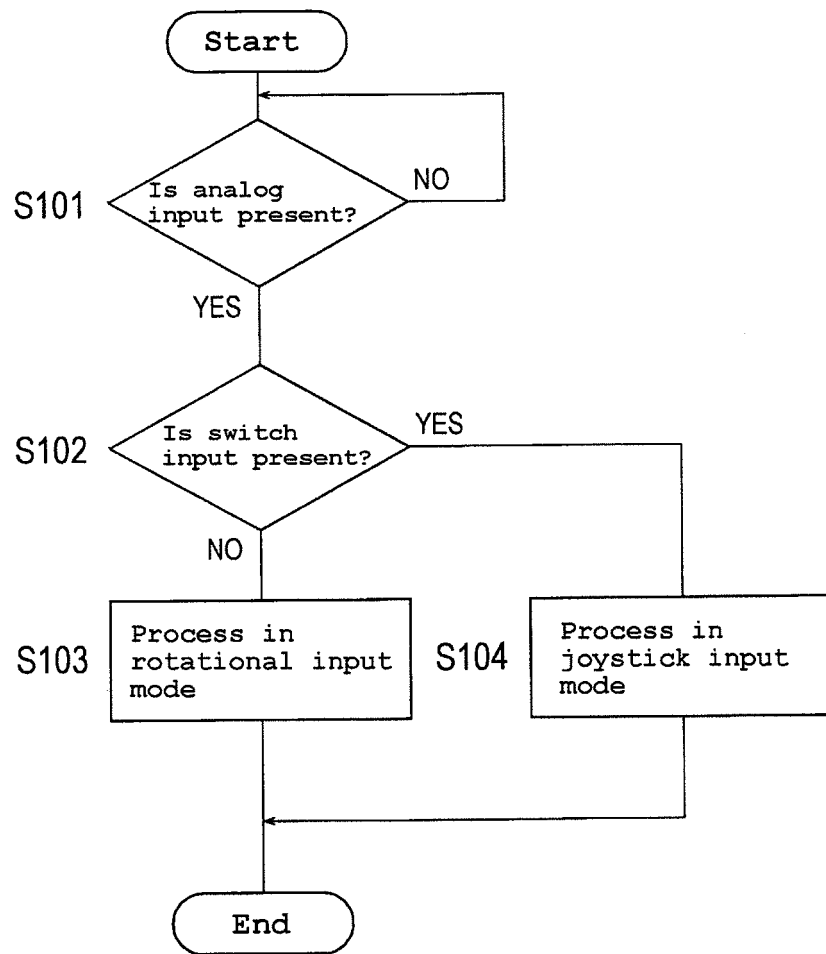 Start
S101
Is analog
input present?
NO
YES
S102
Is switch
input present?
YES
NO
S103
Process in
rotational input
mode
S104
Process in
joystick input
mode
End